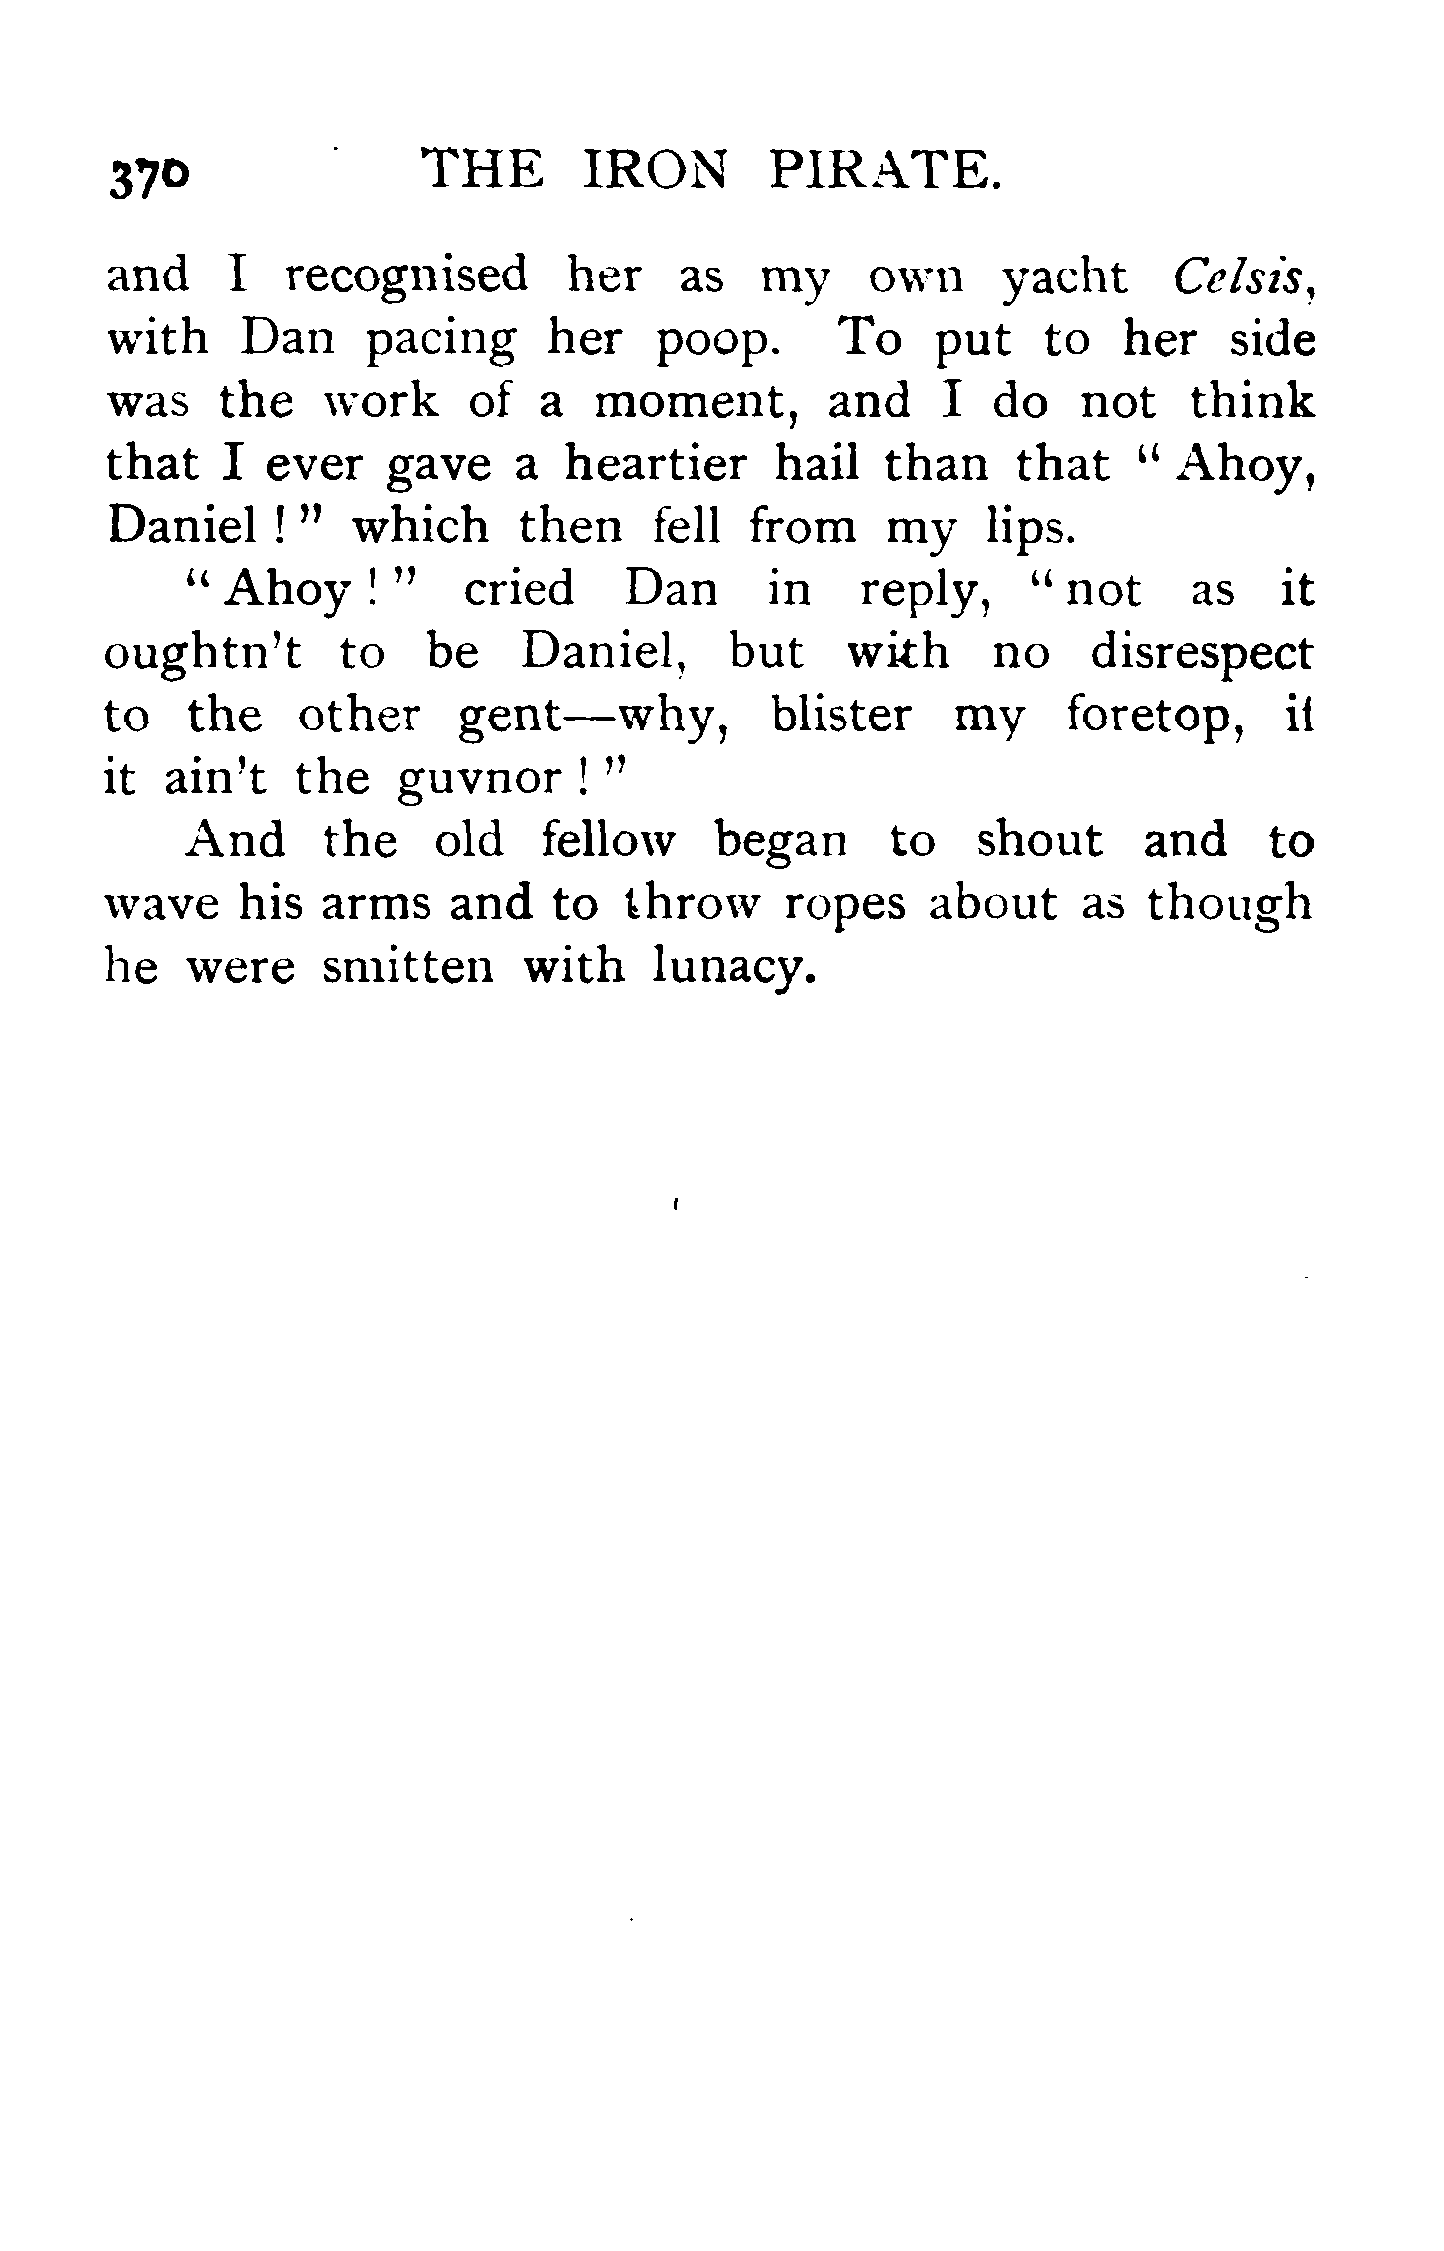 370 THE IRON PIRATE.
and I recognised her as my own yacht Celsis,
with Dan pacing her poop. To put to her side
was the work of a moment, and I do not think
that I ever gave a heartier hail than that “ Ahoy,
Daniel ! ” which then fell from my lips.
“ Ahoy ! ” cried Dan in reply, “ not as it
oughtn't to be Daniel, but with no disrespect
to the other gent—why, blister my foretop, if
it ain't the guvnor ! ”
And the old fellow began to shout and to
wave his arms and to throw ropes about as though
he were smitten with lunacy.